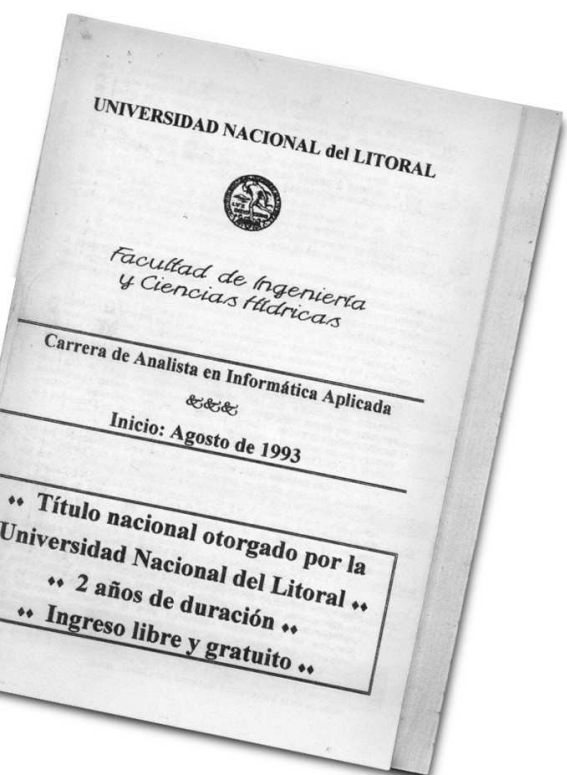 UNIVERSIDAD NACIONAL del LITORAL
Facultad de Ingeniería
y Ciencias Hídricas
Carrera de Analista en Informática Aplicada
&&&
Inicio: Agosto de 1993
Título nacional otorgado por la
Universidad Nacional del Litoral
2 años de duración
Ingreso libre y gratuito